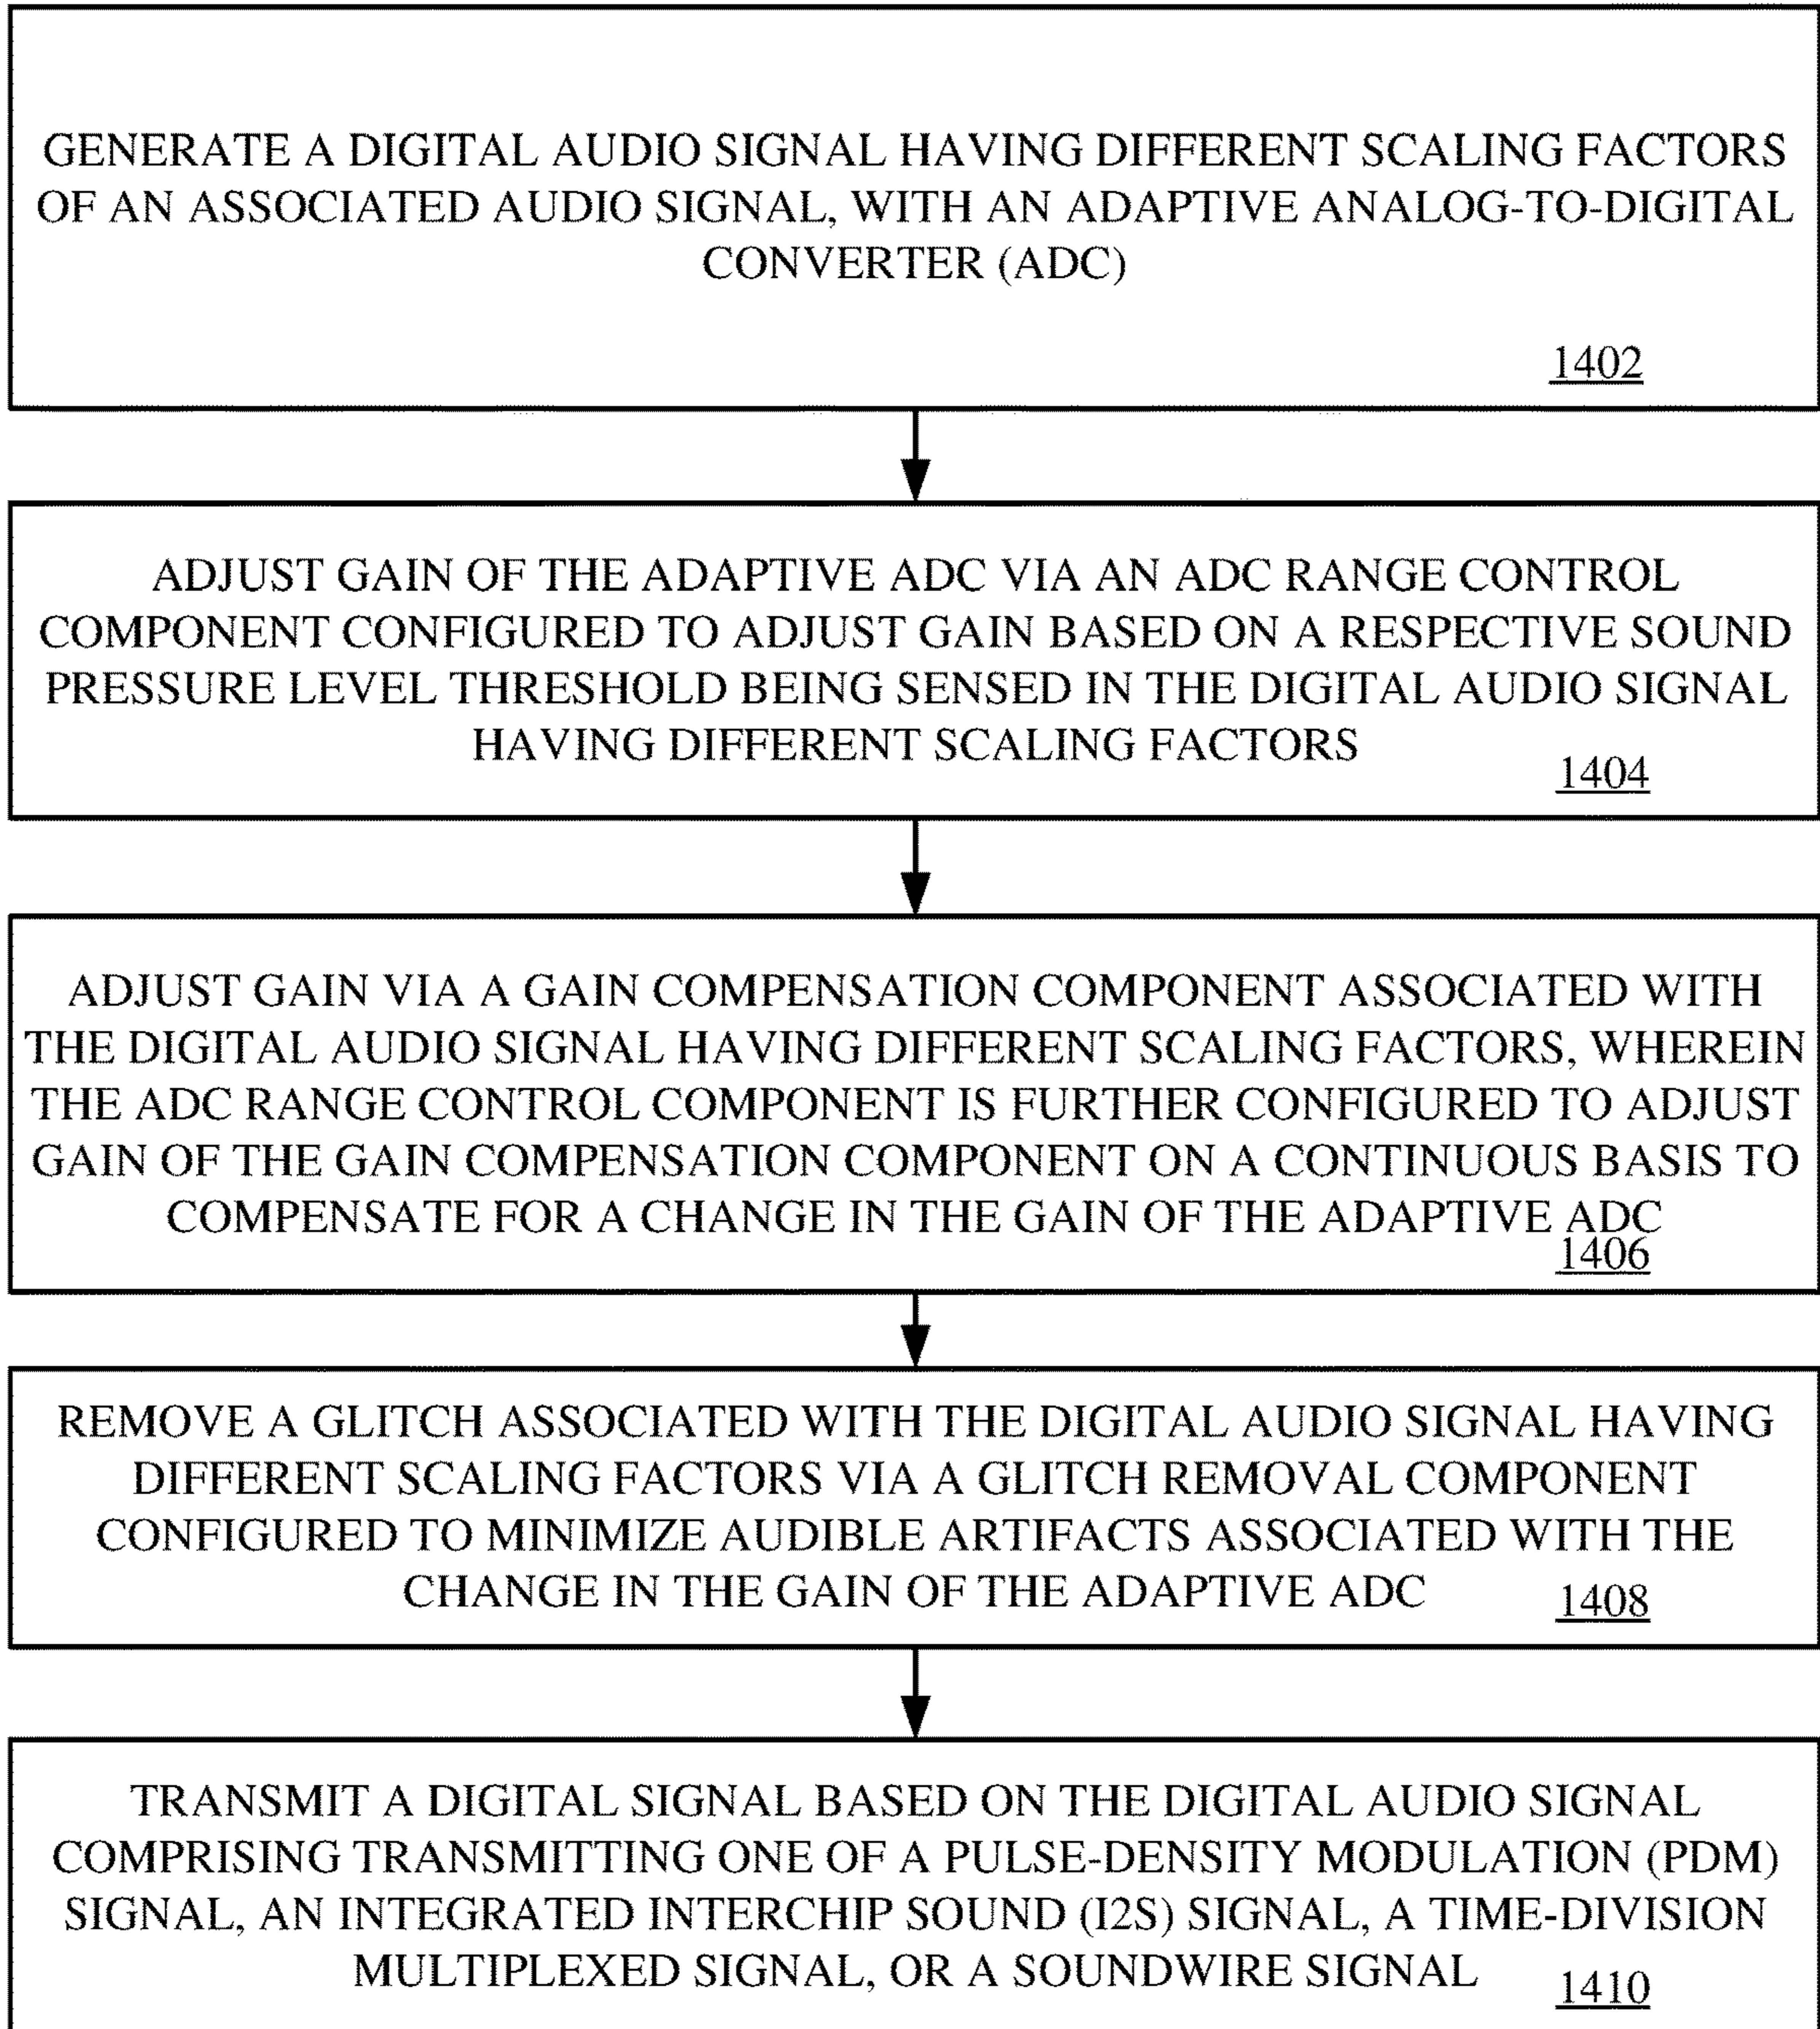 GENERATE A DIGITAL AUDIO SIGNAL HAVING DIFFERENT SCALING FACTORS
OF AN ASSOCIATED AUDIO SIGNAL, WITH AN ADAPTIVE ANALOG-TO-DIGITAL
CONVERTER (ADC)
1402
ADJUST GAIN OF THE ADAPTIVE ADC VIA AN ADC RANGE CONTROL
COMPONENT CONFIGURED TO ADJUST GAIN BASED ON A RESPECTIVE SOUND
PRESSURE LEVEL THRESHOLD BEING SENSED IN THE DIGITAL AUDIO SIGNAL
HAVING DIFFERENT SCALING FACTORS
1404
ADJUST GAIN VIA A GAIN COMPENSATION COMPONENT ASSOCIATED WITH
THE DIGITAL AUDIO SIGNAL HAVING DIFFERENT SCALING FACTORS, WHEREIN
THE ADC RANGE CONTROL COMPONENT IS FURTHER CONFIGURED TO ADJUST
GAIN OF THE GAIN COMPENSATION COMPONENT ON A CONTINUOUS BASIS TO
COMPENSATE FOR A CHANGE IN THE GAIN OF THE ADAPTIVE ADC
1406
REMOVE A GLITCH ASSOCIATED WITH THE DIGITAL AUDIO SIGNAL HAVING
DIFFERENT SCALING FACTORS VIA A GLITCH REMOVAL COMPONENT
CONFIGURED TO MINIMIZE AUDIBLE ARTIFACTS ASSOCIATED WITH THE
CHANGE IN THE GAIN OF THE ADAPTIVE ADC
1408
TRANSMIT A DIGITAL SIGNAL BASED ON THE DIGITAL AUDIO SIGNAL
COMPRISING TRANSMITTING ONE OF A PULSE-DENSITY MODULATION (PDM)
SIGNAL, AN INTEGRATED INTERCHIP SOUND (I2S) SIGNAL, A TIME-DIVISION
MULTIPLEXED SIGNAL, OR A SOUNDWIRE SIGNAL
1410